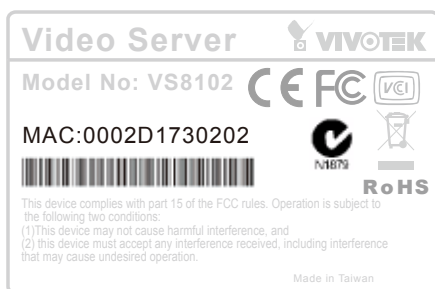 Video Server VIVOTEK
Model No: VS8102 CE FC VCI
MAC:0002D1730202
N1879
RoHS
This device complies with part 15 of the FCC rules. Operation is subject to
the following two conditions:
(1)This device may not cause harmful interference, and
(2) this device must accept any interference received, including interference
that may cause undesired operation.
Made in Taiwan